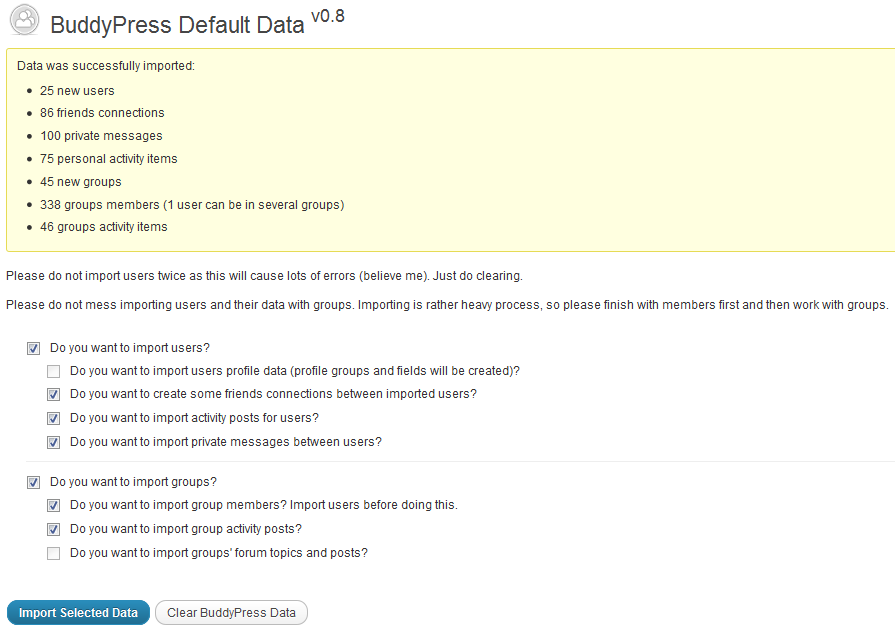 BuddyPress Default Data v0.8
Data was successfully imported:
25 new users
86 friends connections
100 private messages
75 personal activity items
45 new groups
338 groups members (1 user can be in several groups)
46 groups activity items
Please do not import users twice as this will cause lots of errors (believe me). Just do clearing.
Please do not mess importing users and their data with groups. Importing is rather heavy process, so please finish with members first and then work with groups.
Do you want to import users?
Do you want to import users profile data (profile groups and fields will be created)?
Do you want to create some friends connections between imported users?
Do you want to import activity posts for users?
Do you want to import private messages between users?
Do you want to import groups?
Do you want to import group members? Import users before doing this.
Do you want to import group activity posts?
Do you want to import groups' forum topics and posts?
Import Selected Data Clear BuddyPress Data